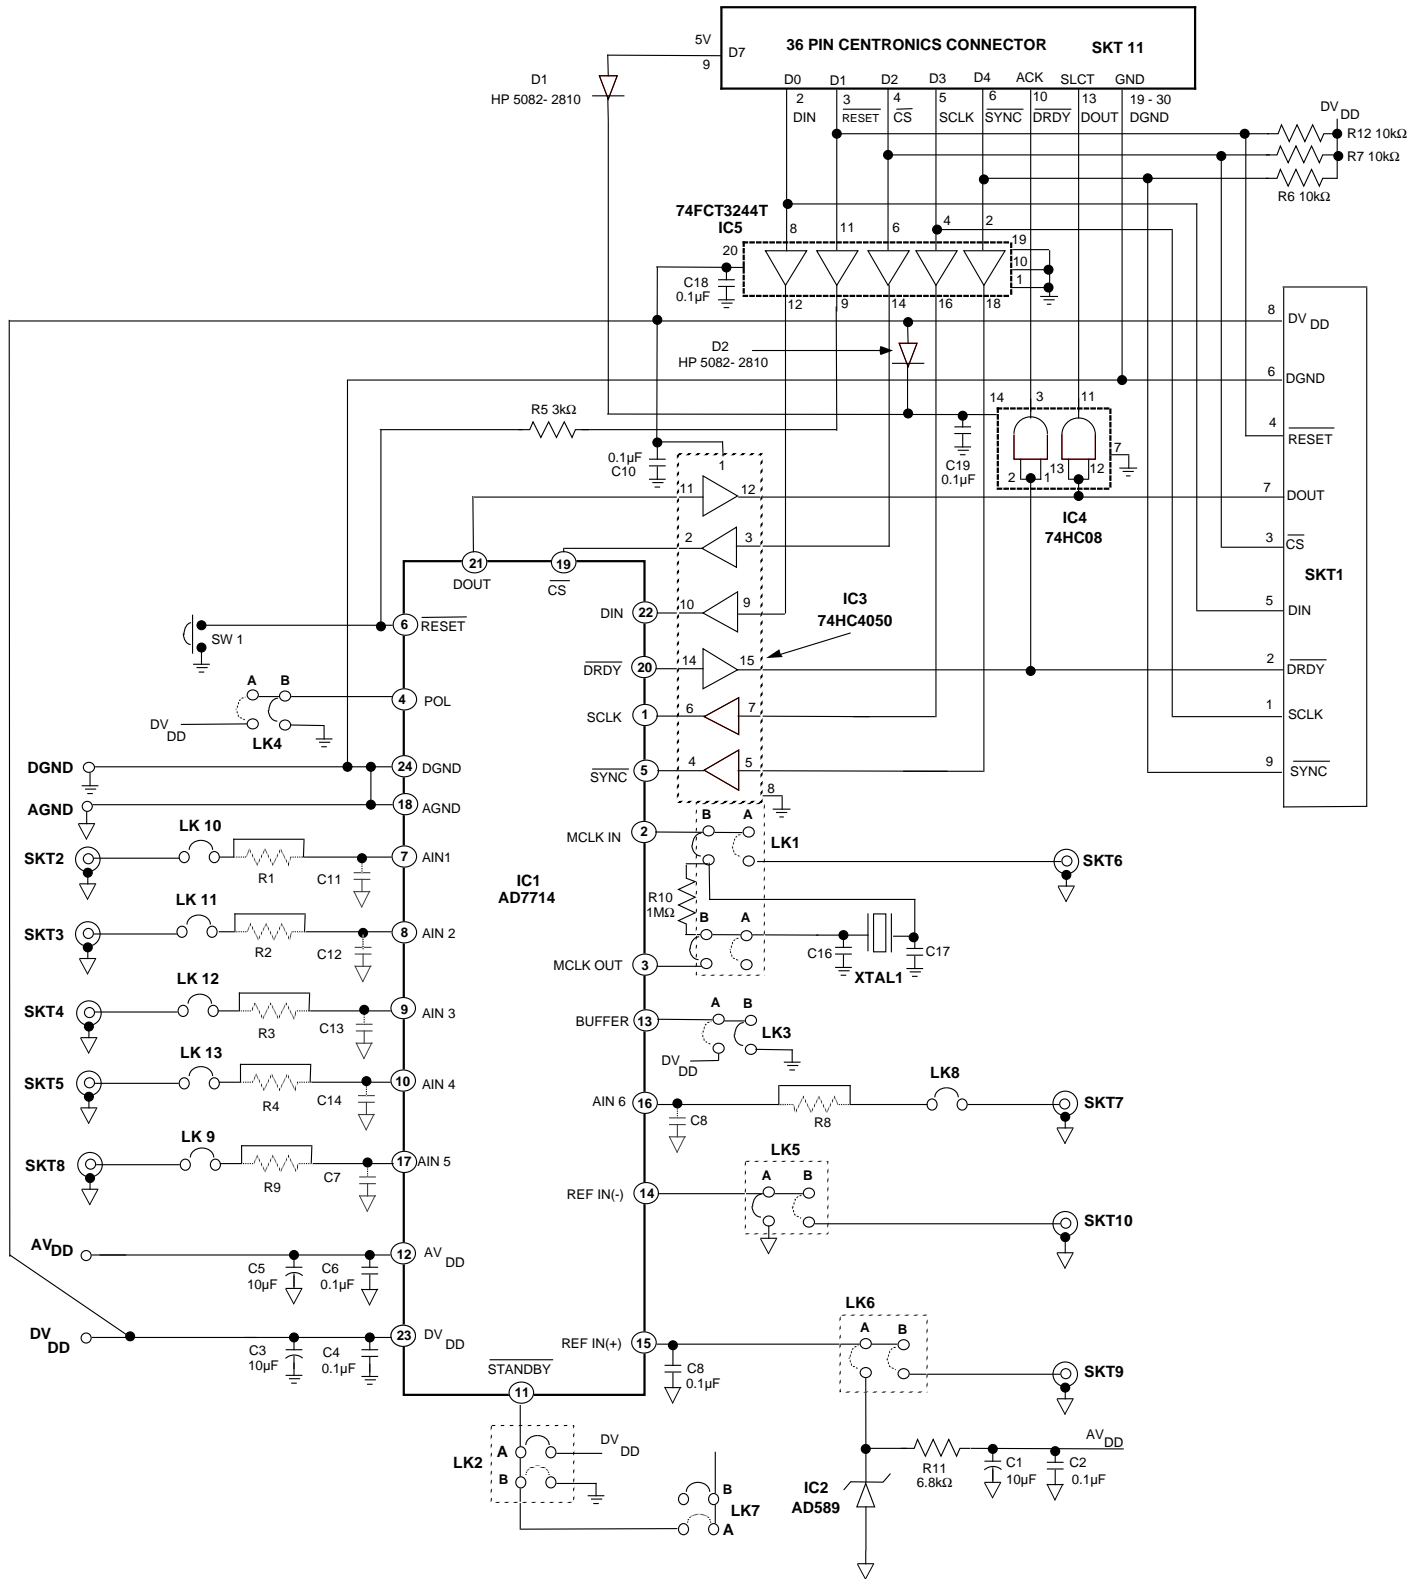 36 PIN CENTRONICS CONNECTOR SKT 11
5V
9
D7
D0 D1 D2 D3 D4 ACK SLCT GND
2 3 4 5 6 10 13 19 - 30
DIN RESET CS SCLK SYNC DRDY DOUT DGND
D1
HP 5082- 2810
DV DD
R12 10kΩ
R7 10kΩ
R6 10kΩ
74FCT3244T
IC5
8 11 6 4 2
20
19
10
1
C18
0.1µF
12 9 14 16 18
D2
HP 5082- 2810
8 DV DD
6 DGND
4 RESET
7 DOUT
3 CS
SKT1
5 DIN
2 DRDY
1 SCLK
9 SYNC
14 3 11
7
2 1 13 12
C19
0.1µF
IC4
74HC08
R5 3kΩ
0.1µF
C10
1
11 12
2 3
10 9
14 15
6 7
4 5
8
IC3
74HC4050
21 DOUT
19 CS
22 DIN
20 DRDY
1 SCLK
5 SYNC
SW 1
6 RESET
A B
4 POL
DV DD
LK4
DGND
24 DGND
AGND
18 AGND
IC1
AD7714
SKT2 LK 10 R1 C11 7 AIN1
SKT3 LK 11 R2 C12 8 AIN 2
SKT4 LK 12 R3 C13 9 AIN 3
SKT5 LK 13 R4 C14 10 AIN 4
SKT8 LK 9 R9 C7 17 AIN 5
MCLK IN 2
B A
LK1
SKT6
R10
1MΩ
B A
MCLK OUT 3
C16
C17
XTAL1
BUFFER 13
A B
LK3
DV DD
AIN 6 16
C8
R8
LK8
SKT7
LK5
A B
REF IN(-) 14
SKT10
AVDD
C5
10µF
C6
0.1µF
12 AV DD
DV DD
C3
10µF
C4
0.1µF
23 DV DD
REF IN(+) 15
C8
0.1µF
LK6
A B
SKT9
STANDBY
11
LK2
A
B
DV DD
B
LK7
A
IC2
AD589
R11
6.8kΩ
C1
10µF
C2
0.1µF
AV DD